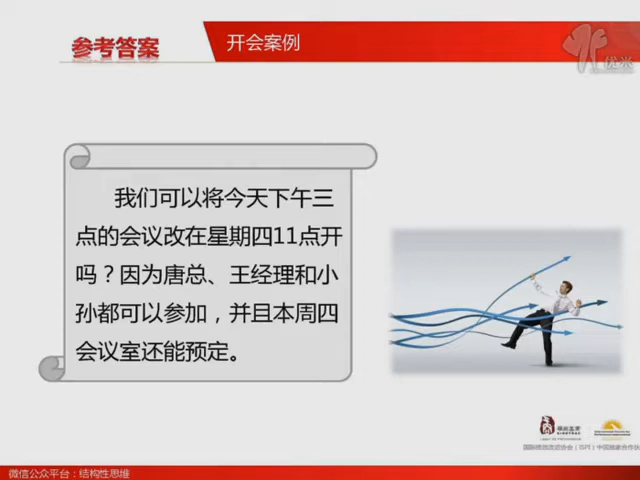 参考答案
开会案例
优米
我们可以将今天下午三
点的会议改在星期四11点开
吗？因为唐总、王经理和小
孙都可以参加，并且本周四
会议室还能预定。
微信公众平台：结构性思维